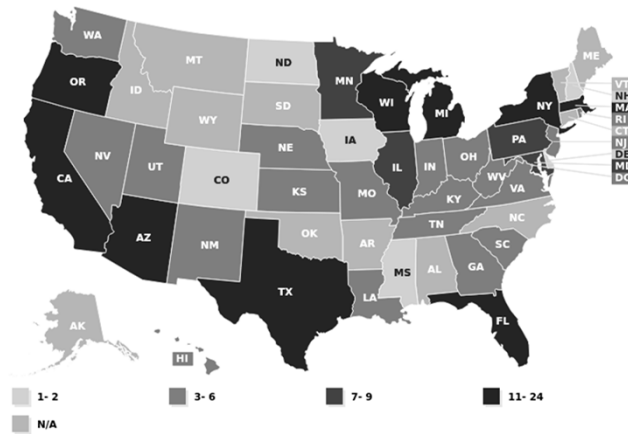 WA
ME
MT
ND
VT
MN
OR
NH
ID
WI
SD
NY
MA
MI
WY
RI
CT
IA
PA
NJ
NE
NV
OH
DE
IL
IN
UT
MD
CO
WV
DC
CA
VA
KS
MO
KY
NC
TN
AZ
OK
NM
AR
SC
MS
AL
GA
TX
LA
FL
AK
HI
1- 2
3- 6
7- 9
11- 24
N/A